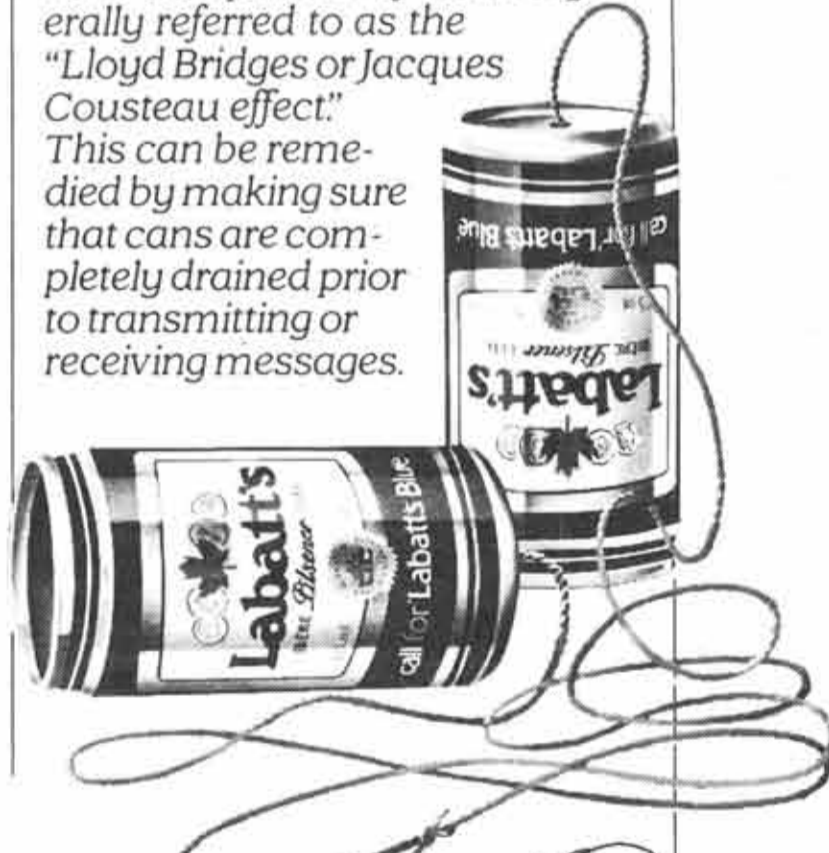 erally referred to as the
“Lloyd Bridges or Jacques
Cousteau effect.”
This can be reme-
died by making sure
that cans are com-
pletely drained prior
to transmitting or
receiving messages.
call for Labatt's Blue
Pilsener
Labatt's
Labatt's
Pilsener
call for Labatt's Blue